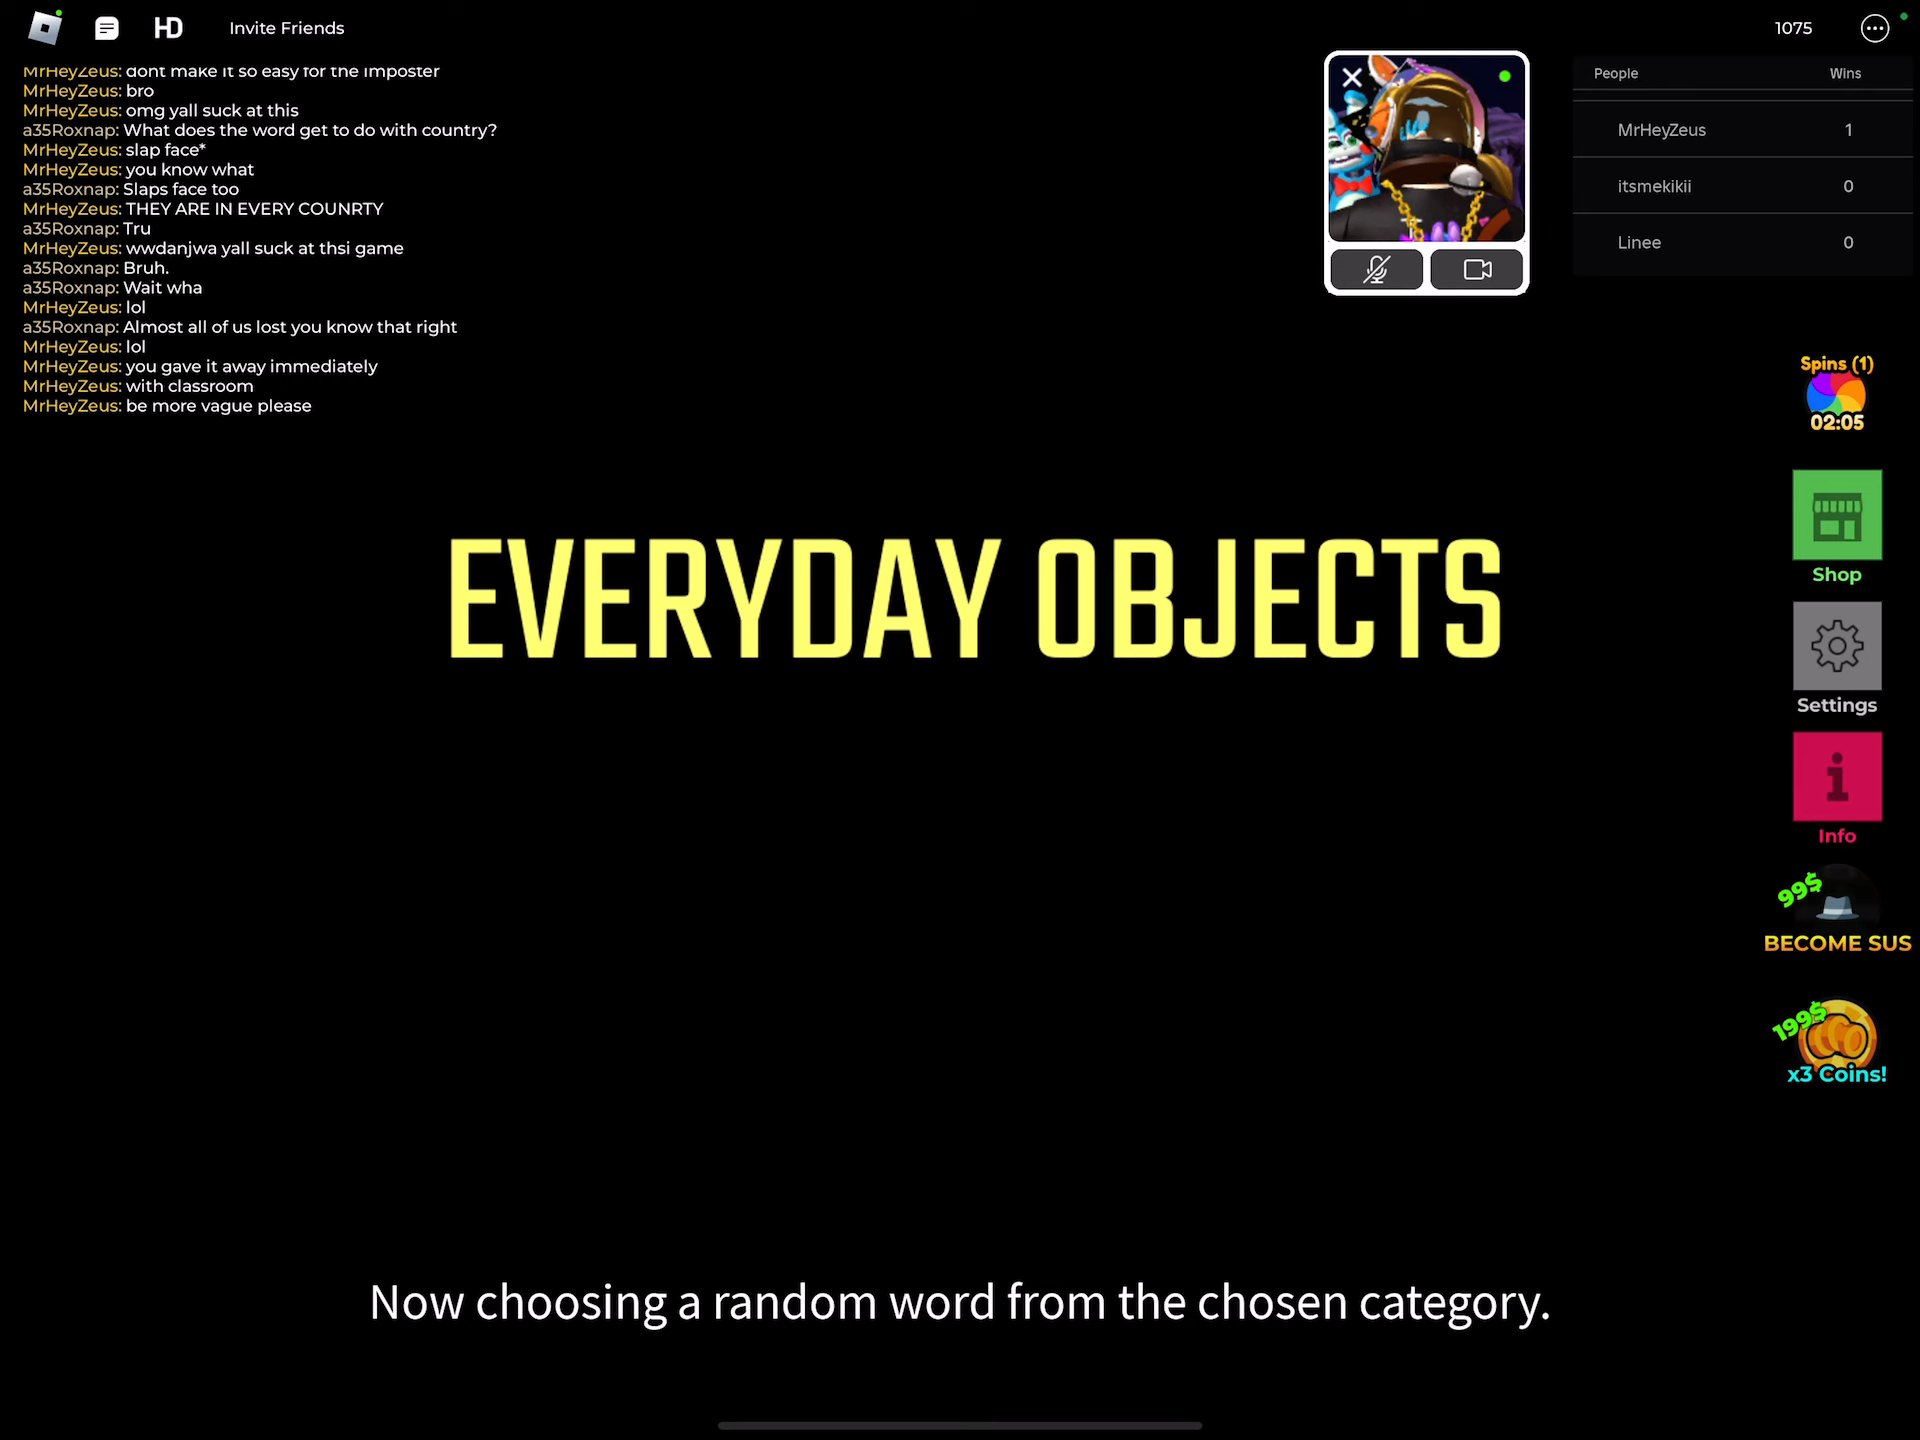 HD Invite Friends 1075
MrHeyZeus: dont make it so easy for the imposter
MrHeyZeus: bro
MrHeyZeus: omg yall suck at this
a35Roxnap: What does the word get to do with country?
MrHeyZeus: slap face*
MrHeyZeus: you know what
a35Roxnap: Slaps face too
MrHeyZeus: THEY ARE IN EVERY COUNRTY
a35Roxnap: Tru
MrHeyZeus: wwdanjwa yall suck at thsi game
a35Roxnap: Bruh.
a35Roxnap: Wait wha
MrHeyZeus: lol
a35Roxnap: Almost all of us lost you know that right
MrHeyZeus: lol
MrHeyZeus: you gave it away immediately
MrHeyZeus: with classroom
MrHeyZeus: be more vague please
People Wins
MrHeyZeus 1
itsmekikii 0
Linee 0
Spins (1)
02:05
Shop
Settings
Info
99$
BECOME SUS
199$
x3 Coins!
EVERYDAY OBJECTS
Now choosing a random word from the chosen category.